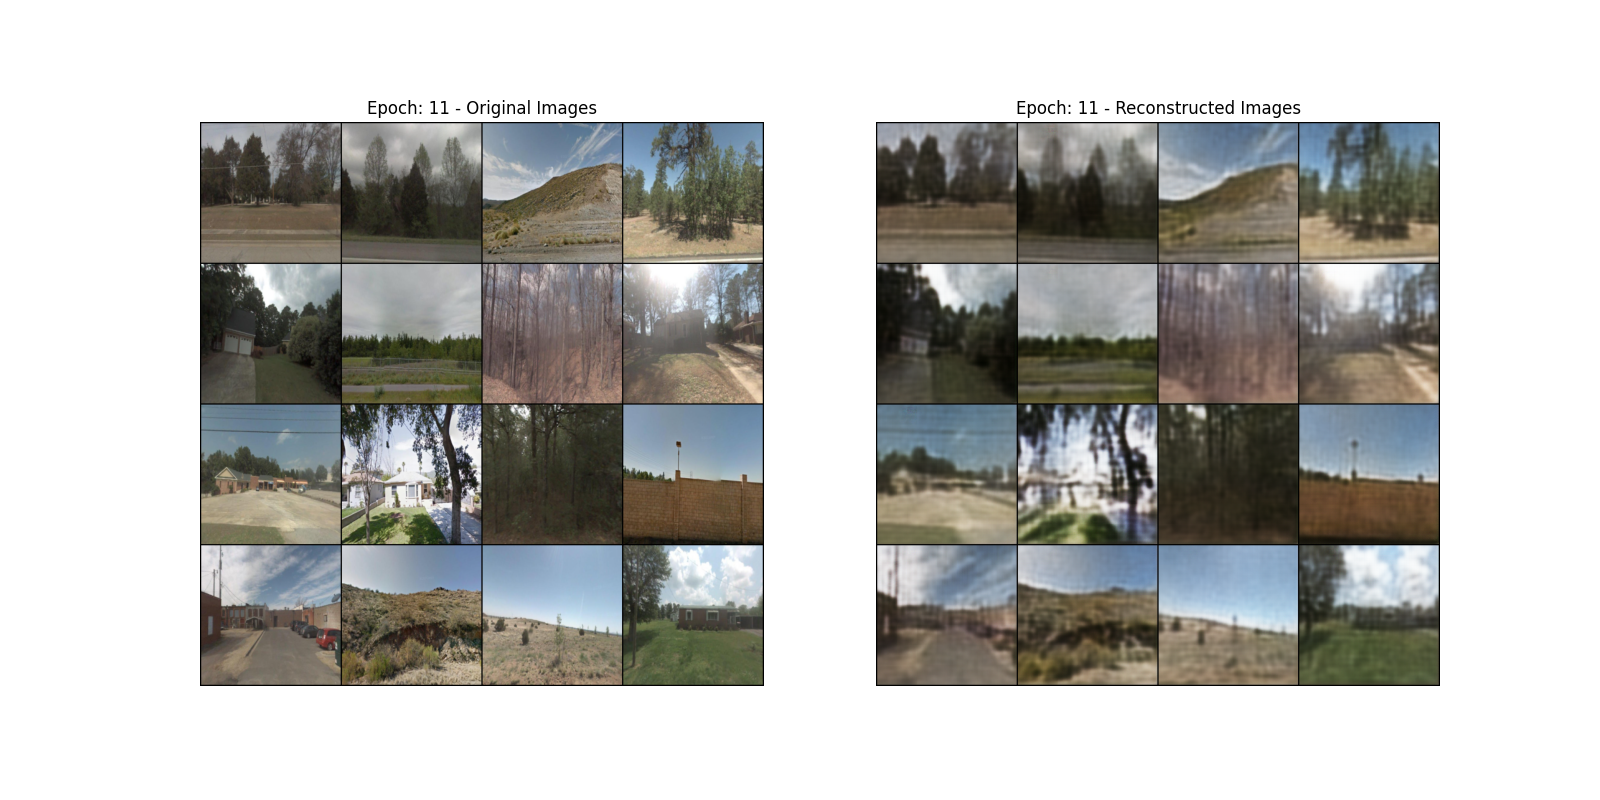 Epoch: 11 - Original Images
Epoch: 11 - Reconstructed Images